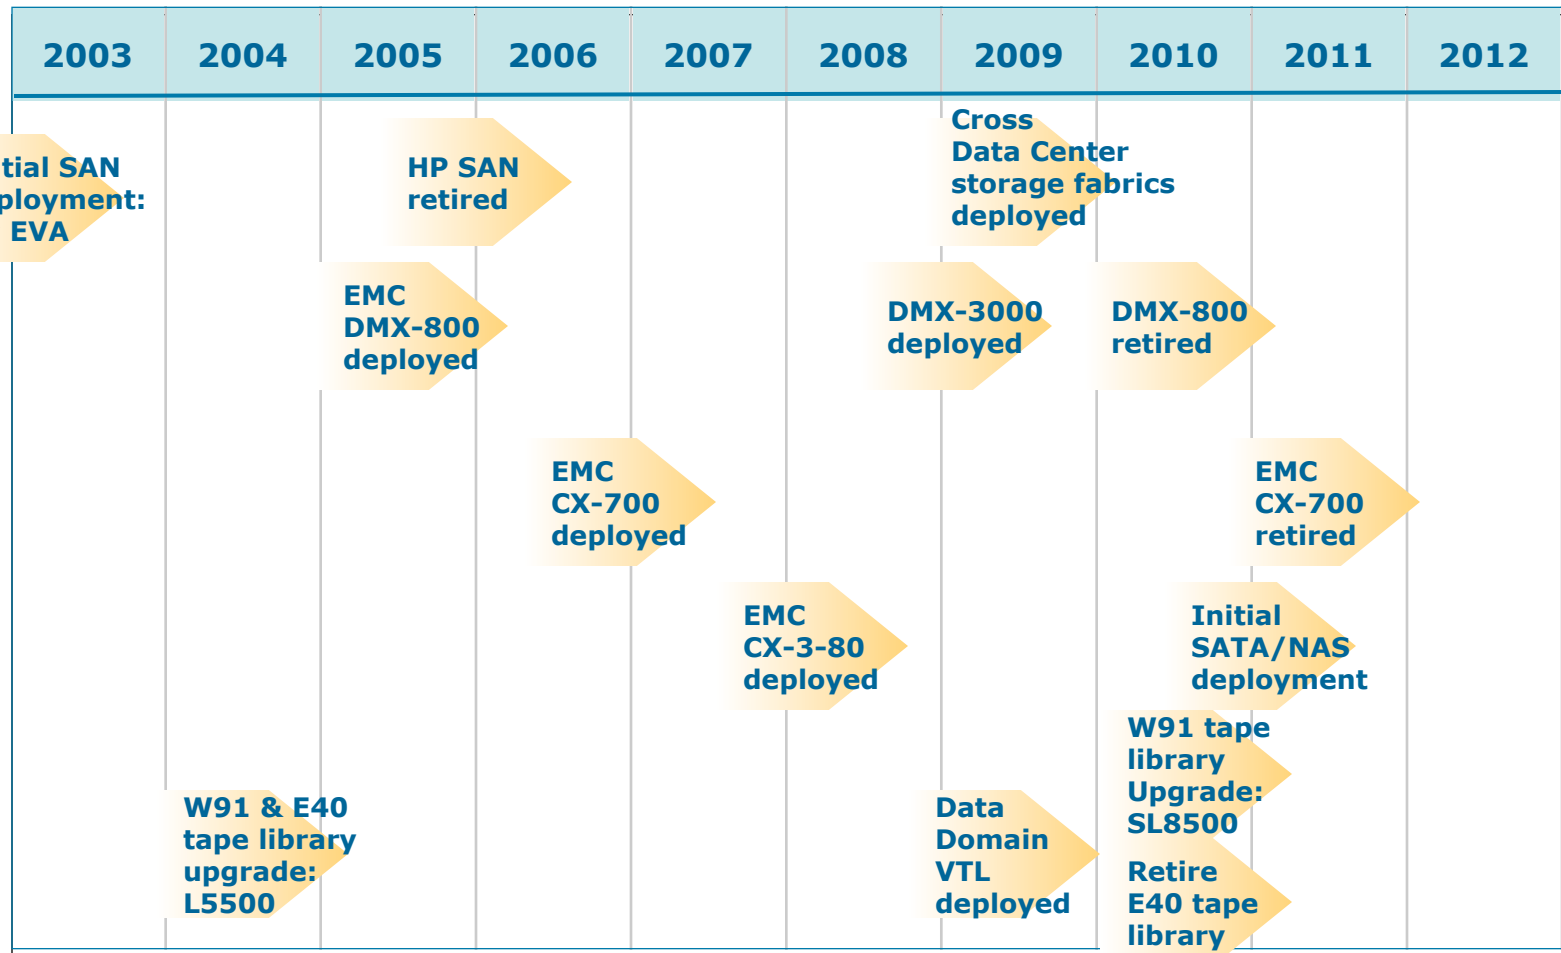 2003 2004 2005 2006 2007 2008 2009 2010 2011 2012
tial SAN
ployment:
EVA
HP SAN
retired
Cross
Data Center
storage fabrics
deployed
EMC
DMX-800
deployed
DMX-3000
deployed
DMX-800
retired
EMC
CX-700
deployed
EMC
CX-700
retired
EMC
CX-3-80
deployed
Initial
SATA/NAS
deployment
W91 & E40
tape library
upgrade:
L5500
Data
Domain
VTL
deployed
W91 tape
library
Upgrade:
SL8500
Retire
E40 tape
library